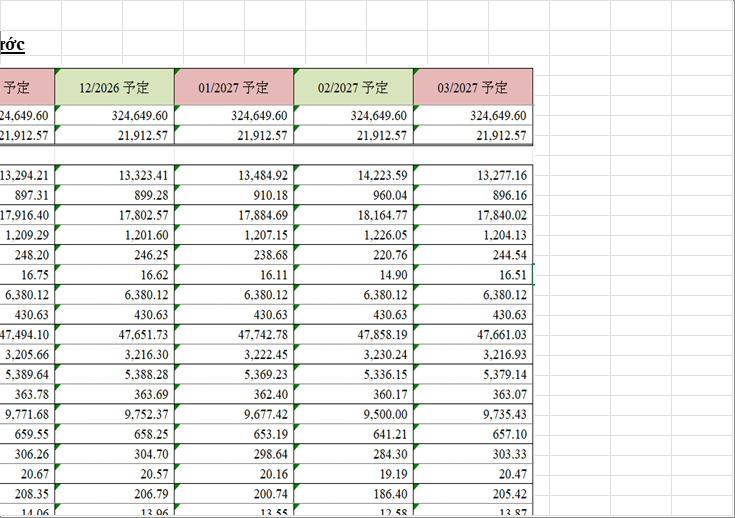 ước
予定 12/2026 予定 01/2027 予定 02/2027 予定 03/2027 予定
24,649.60 324,649.60 324,649.60 324,649.60 324,649.60
21,912.57 21,912.57 21,912.57 21,912.57 21,912.57
13,294.21 13,323.41 13,484.92 14,223.59 13,277.16
897.31 899.28 910.18 960.04 896.16
17,916.40 17,802.57 17,884.69 18,164.77 17,840.02
1,209.29 1,201.60 1,207.15 1,226.05 1,204.13
248.20 246.25 238.68 220.76 244.54
16.75 16.62 16.11 14.90 16.51
6,380.12 6,380.12 6,380.12 6,380.12 6,380.12
430.63 430.63 430.63 430.63 430.63
47,494.10 47,651.73 47,742.78 47,858.19 47,661.03
3,205.66 3,216.30 3,222.45 3,230.24 3,216.93
5,389.64 5,388.28 5,369.23 5,336.15 5,379.14
363.78 363.69 362.40 360.17 363.07
9,771.68 9,752.37 9,677.42 9,500.00 9,735.43
659.55 658.25 653.19 641.21 657.10
306.26 304.70 298.64 284.30 303.33
20.67 20.57 20.16 19.19 20.47
208.35 206.79 200.74 186.40 205.42
14.06 13.96 13.55 12.58 13.87